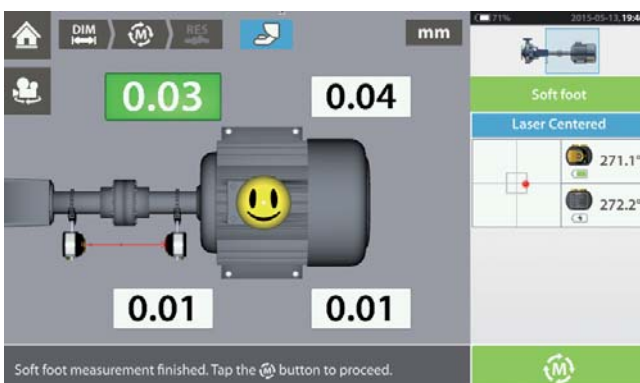 DIM
RES
mm
71%
2015-05-13, 19:4
Soft foot
Laser Centered
271.1°
272.2°
0.03
0.04
0.01
0.01
Soft foot measurement finished. Tap the M button to proceed.
M